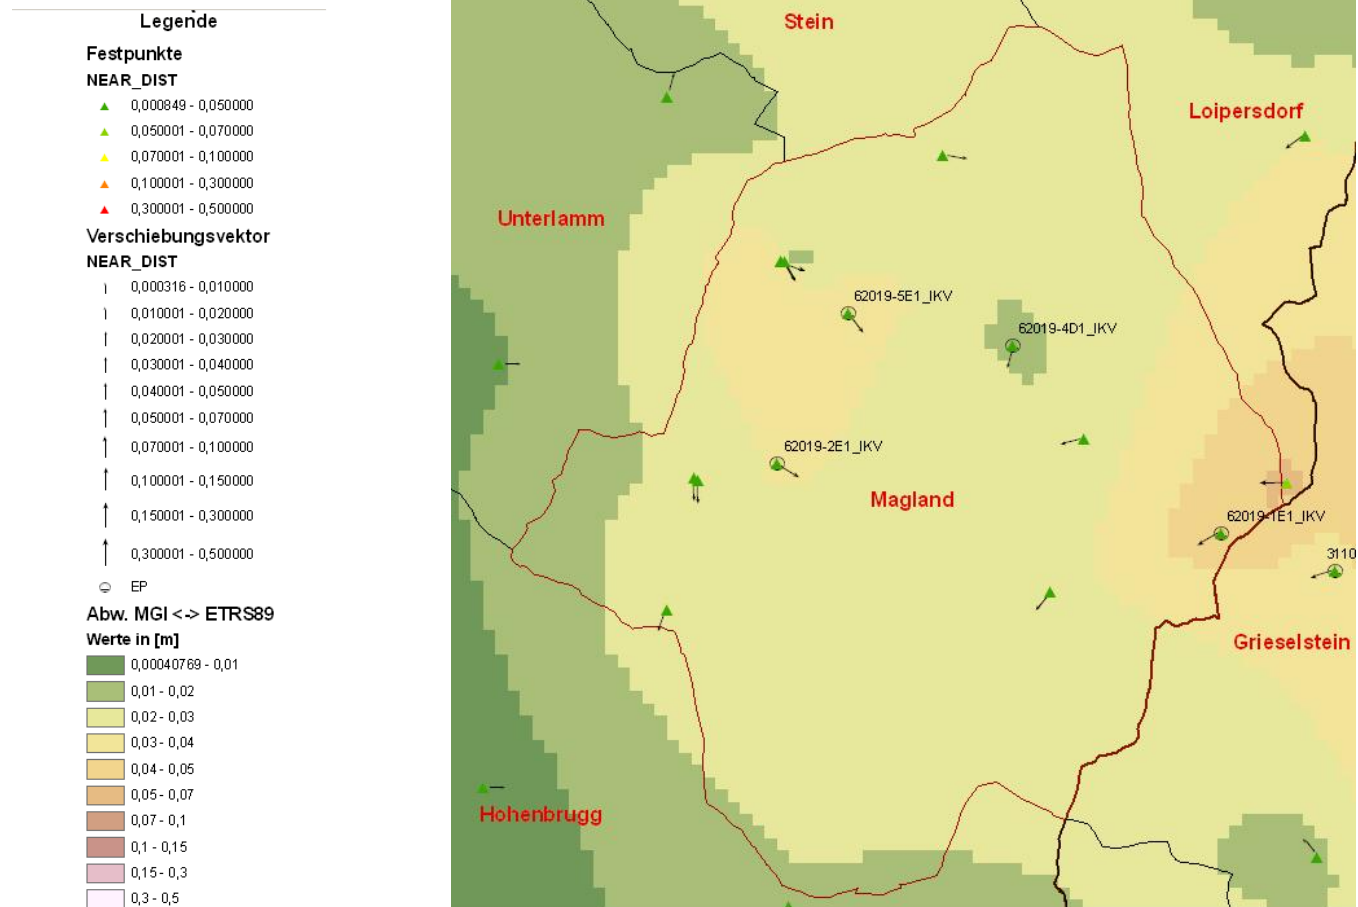 Legende
Festpunkte
NEAR_DIST
0,000849 - 0,050000
0,050001 - 0,070000
0,070001 - 0,100000
0,100001 - 0,300000
0,300001 - 0,500000
Verschiebungsvektor
NEAR_DIST
0,000316 - 0,010000
0,010001 - 0,020000
0,020001 - 0,030000
0,030001 - 0,040000
0,040001 - 0,050000
0,050001 - 0,070000
0,070001 - 0,100000
0,100001 - 0,150000
0,150001 - 0,300000
0,300001 - 0,500000
EP
Abw. MGI <-> ETRS89
Werte in [m]
0,00040769 - 0,01
0,01 - 0,02
0,02 - 0,03
0,03 - 0,04
0,04 - 0,05
0,05 - 0,07
0,07 - 0,1
0,1 - 0,15
0,15 - 0,3
0,3 - 0,5
Stein
Loipersdorf
Unterlamm
62019-5E1_IKV
62019-4D1_IKV
62019-2E1_IKV
Magland
62019-1E1_IKV
3110
Grieselstein
Hohenbrugg